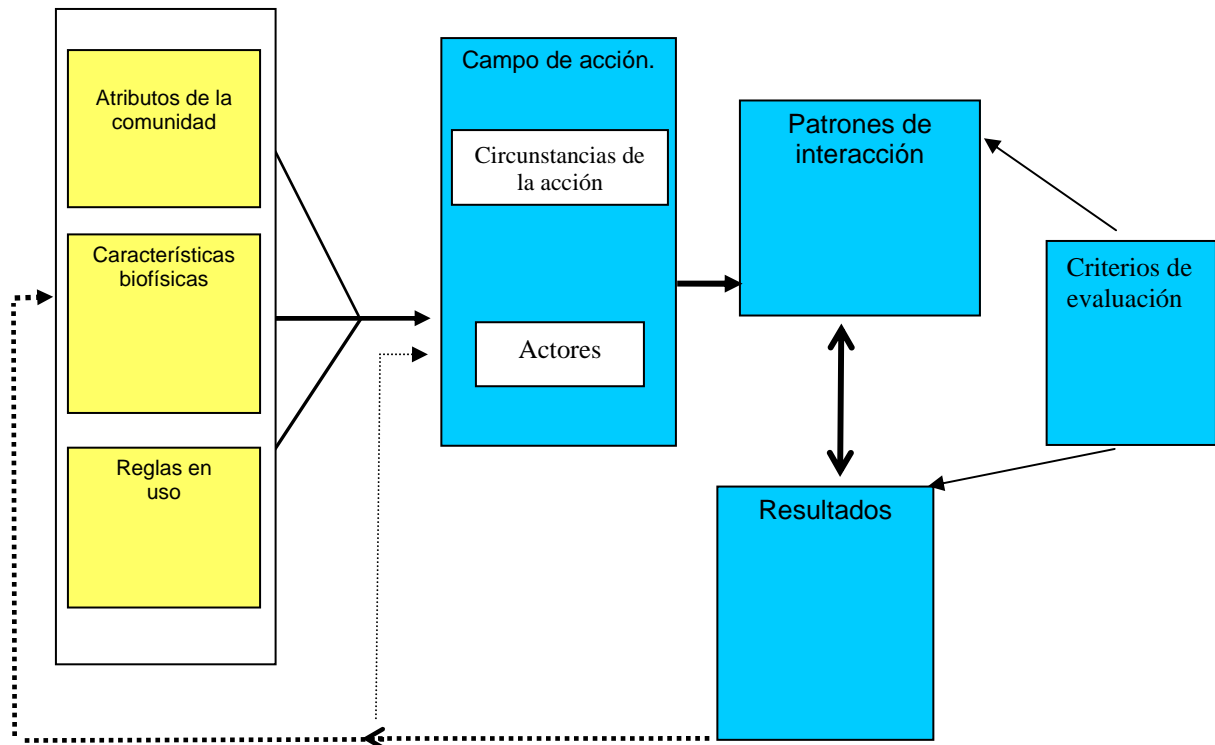 Atributos de la
comunidad
Características
biofísicas
Reglas en
uso
Campo de acción.
Circunstancias de
la acción
Actores
Patrones de
interacción
Resultados
Criterios de
evaluación